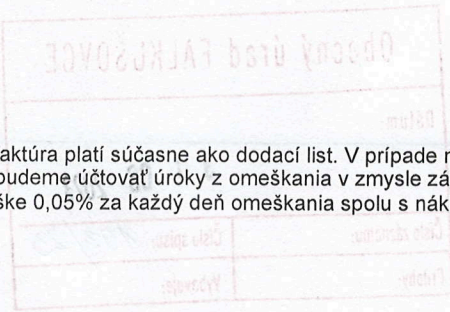 Obecný úrad FALKUŠOVCE
Dátum:
aktúra platí súčasne ako dodací list. V prípade
budeme účtovať úroky z omeškania v zmysle
ške 0,05% za každý deň omeškania spolu s nák
Číslo záznamu: Číslo spisu:
Prílohy: Vybavuje: